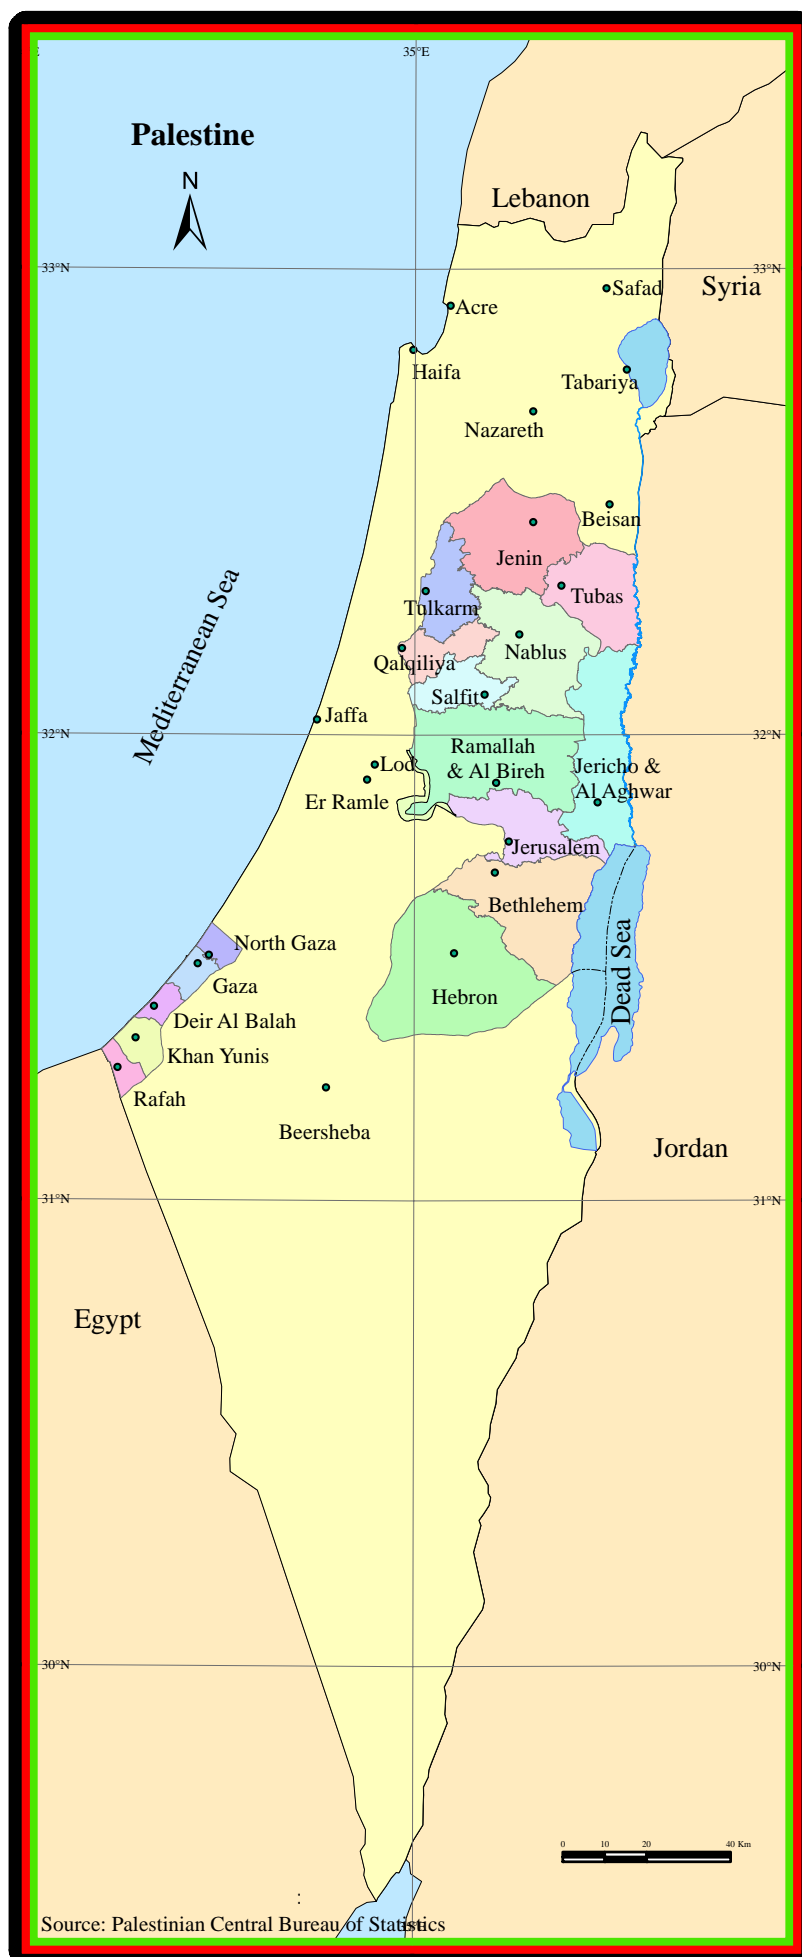 35°E
Palestine
N
Lebanon
33°N
33°N
Safad
Syria
Acre
Haifa
Tabariya
Nazareth
Beisan
Jenin
Tubas
Tulkarm
Nablus
Qalqiliya
Salfit
Mediterranean Sea
Jaffa
32°N
32°N
Ramallah
& Al Bireh
Lod
Jericho &
Al Aghwar
Er Ramle
Jerusalem
Bethlehem
North Gaza
Gaza
Dead Sea
Hebron
Deir Al Balah
Khan Yunis
Rafah
Beersheba
Jordan
31°N
31°N
Egypt
30°N
30°N
0 10 20 40 Km
:
Source: Palestinian Central Bureau of Statistics